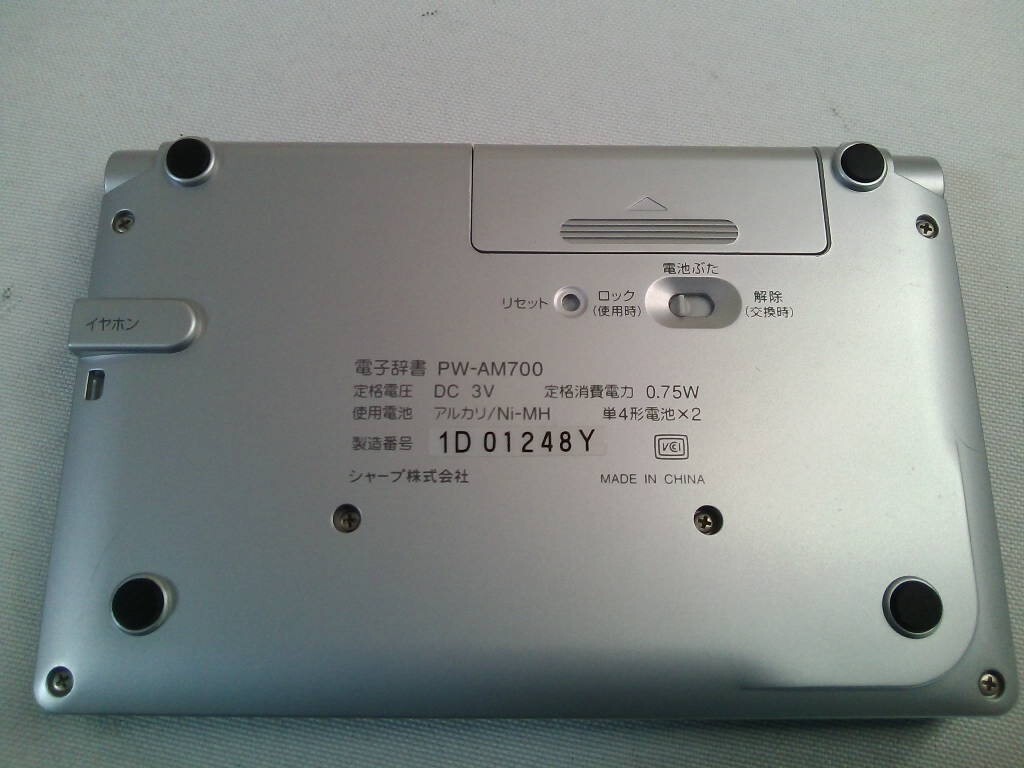 電池ぶた
リセット ロック 解除
(使用時) (交換時)
イヤホン
電子辞書 PW-AM700
定格電圧 DC 3V 定格消費電力 0.75W
使用電池 アルカリ/Ni-MH 単4形電池×2
製造番号 1D 01248Y VCI
シャープ株式会社 MADE IN CHINA